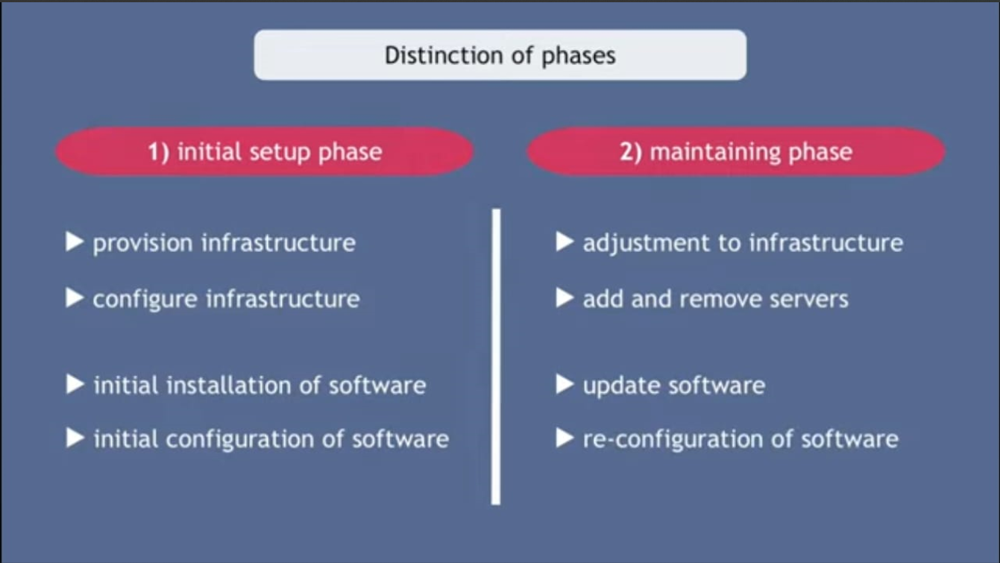 Distinction of phases
1) initial setup phase
▶ provision infrastructure
▶ configure infrastructure
▶ initial installation of software
▶ initial configuration of software
2) maintaining phase
▶ adjustment to infrastructure
▶ add and remove servers
▶ update software
▶ re-configuration of software